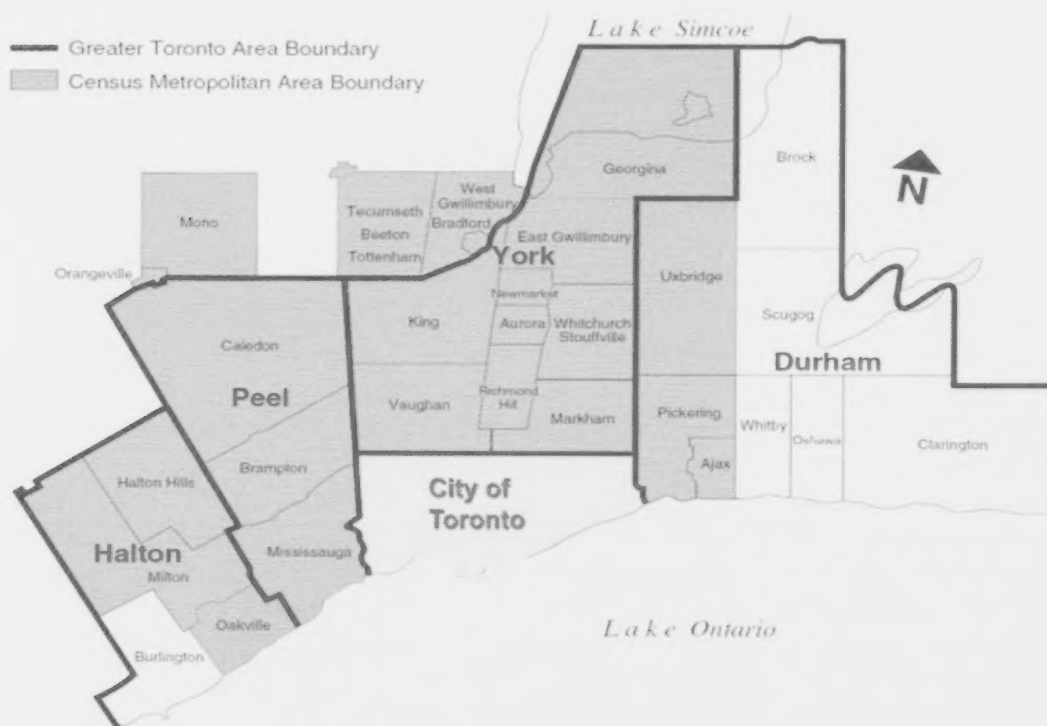 Lake Simcoe
Greater Toronto Area Boundary
Census Metropolitan Area Boundary
Brock
N
Georgina
West
Gwillimbury
Bradford
Tecumseth
Beeton
Tottenham
Mono
Orangeville
East Gwillimbury
York
Uxbridge
Newmarket
King
Aurora
Whitchurch
Stouffville
Scugog
Durham
Caledon
Peel
Vaughan
Richmond
Hill
Markham
Pickering
Whitby
Oshawa
Clarington
Ajax
Brampton
Halton Hills
City of
Toronto
Halton
Milton
Mississauga
Oakville
Burlington
Lake Ontario